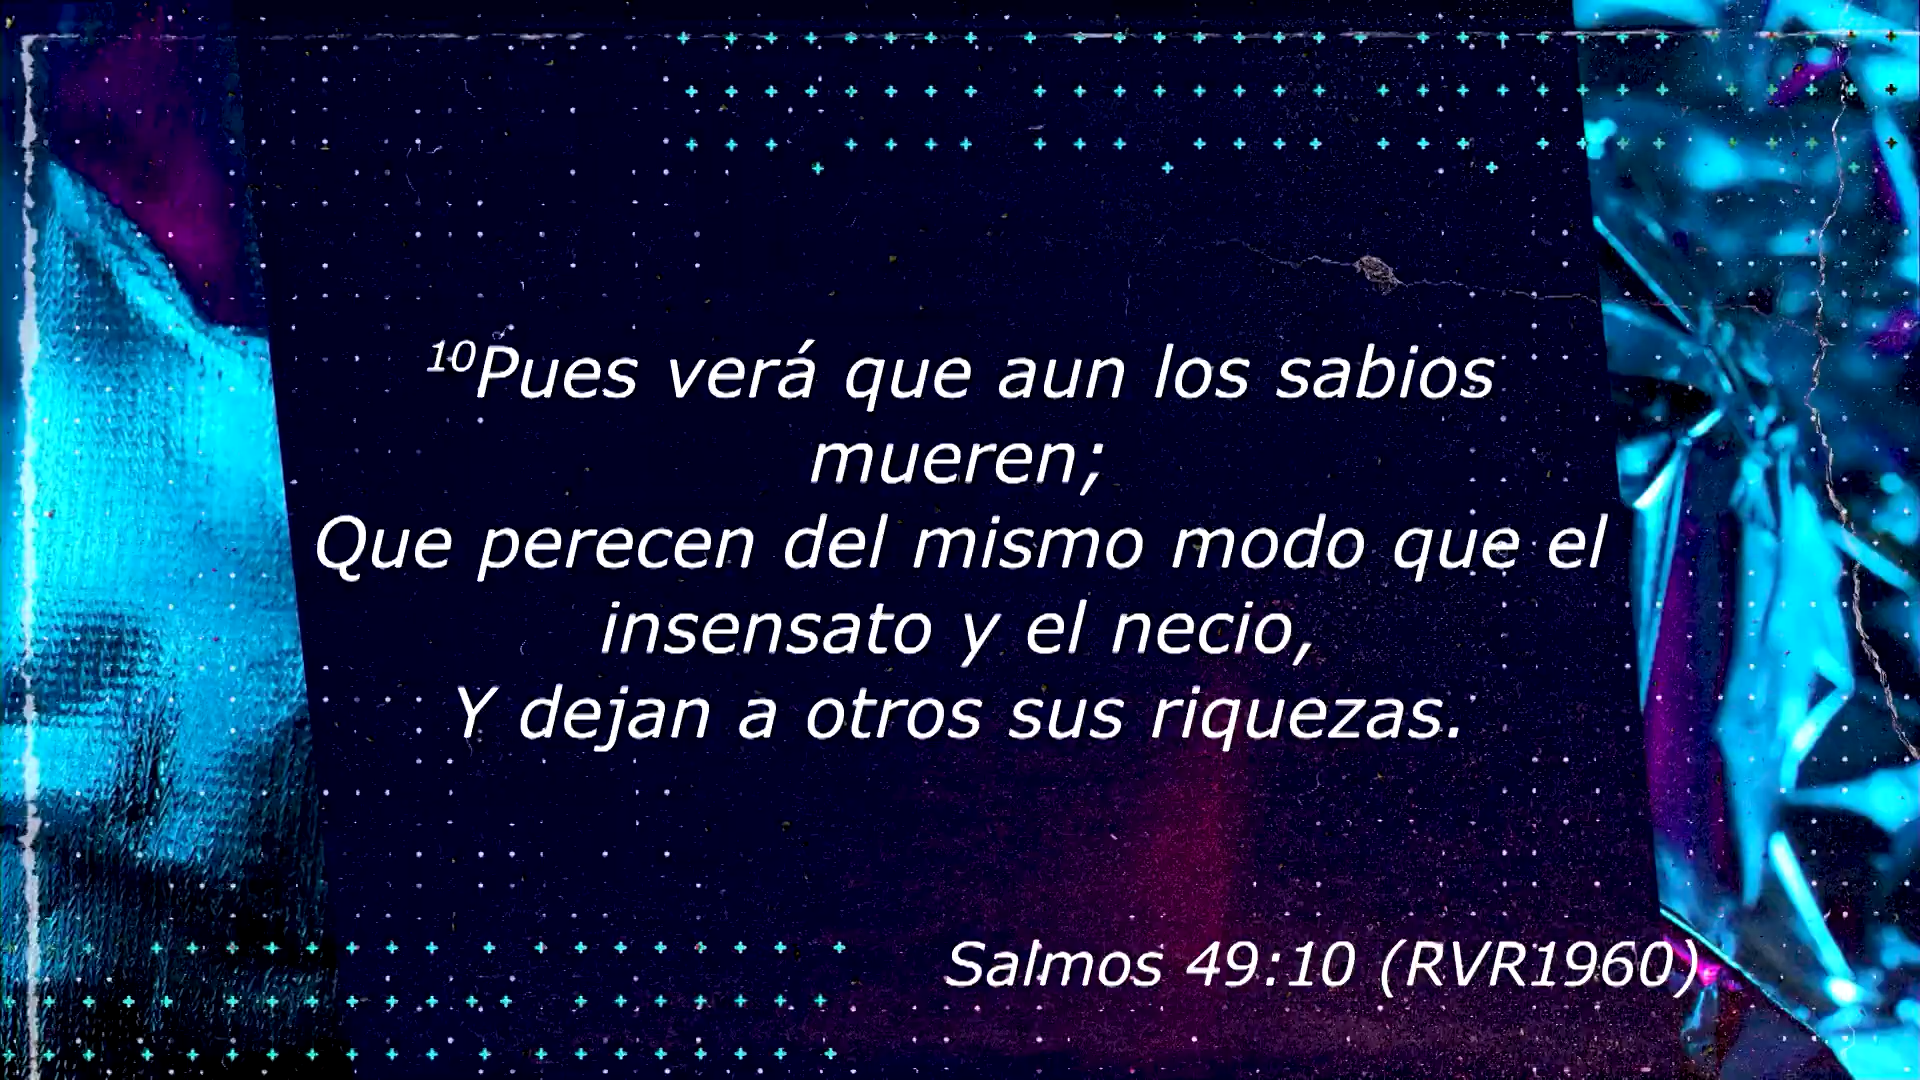 ¹⁰Pues verá que aun los sabios
mueren;
Que perecen del mismo modo que el
insensato y el necio,
Y dejan a otros sus riquezas.
Salmos 49:10 (RVR1960)